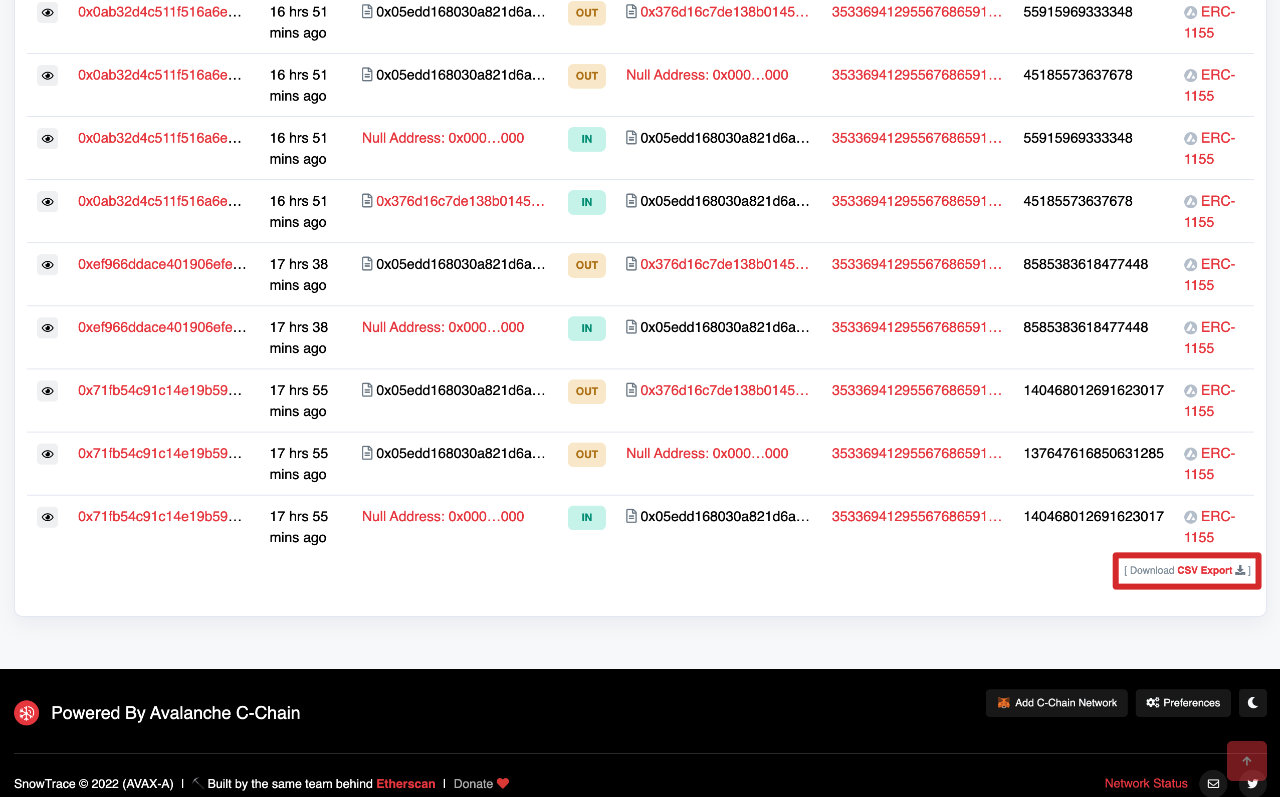 0x0ab32d4c511f516a6e… 16 hrs 51 0x05edd168030a821d6a… OUT 0x376d16c7de138b0145… 35336941295567686591… 55915969333348 ERC-
mins ago 1155
0x0ab32d4c511f516a6e… 16 hrs 51 0x05edd168030a821d6a… OUT Null Address: 0x000…000 35336941295567686591… 45185573637678 ERC-
mins ago 1155
0x0ab32d4c511f516a6e… 16 hrs 51 Null Address: 0x000…000 IN 0x05edd168030a821d6a… 35336941295567686591… 55915969333348 ERC-
mins ago 1155
0x0ab32d4c511f516a6e… 16 hrs 51 0x376d16c7de138b0145… IN 0x05edd168030a821d6a… 35336941295567686591… 45185573637678 ERC-
mins ago 1155
0xef966ddace401906efe… 17 hrs 38 0x05edd168030a821d6a… OUT 0x376d16c7de138b0145… 35336941295567686591… 8585383618477448 ERC-
mins ago 1155
0xef966ddace401906efe… 17 hrs 38 Null Address: 0x000…000 IN 0x05edd168030a821d6a… 35336941295567686591… 8585383618477448 ERC-
mins ago 1155
0x71fb54c91c14e19b59… 17 hrs 55 0x05edd168030a821d6a… OUT 0x376d16c7de138b0145… 35336941295567686591… 140468012691623017 ERC-
mins ago 1155
0x71fb54c91c14e19b59… 17 hrs 55 0x05edd168030a821d6a… OUT Null Address: 0x000…000 35336941295567686591… 137647616850631285 ERC-
mins ago 1155
0x71fb54c91c14e19b59… 17 hrs 55 Null Address: 0x000…000 IN 0x05edd168030a821d6a… 35336941295567686591… 140468012691623017 ERC-
mins ago 1155
[ Download CSV Export ]
Powered By Avalanche C-Chain Add C-Chain Network Preferences
SnowTrace © 2022 (AVAX-A) | Built by the same team behind Etherscan | Donate Network Status